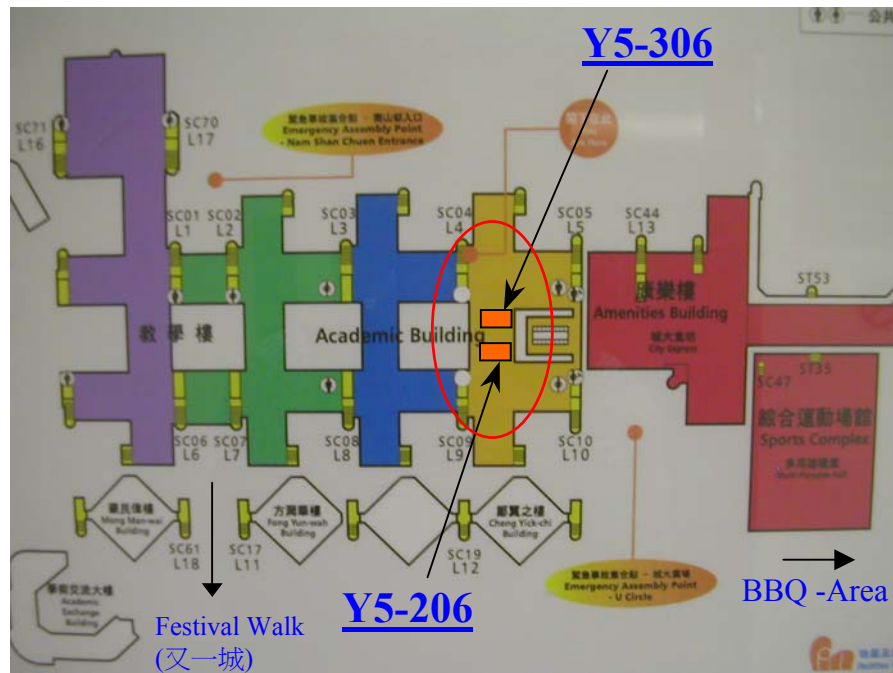 Y5-306
公共
SC71
L16
SC70
L17
緊急事故集合點 - 南山邨入口
Emergency Assembly Point
- Nam Shan Chuen Entrance
SC01
L1
SC02
L2
SC03
L3
SC04
L4
SC05
L5
SC44
L13
ST53
教學樓
Academic Building
康樂樓
Amenities Building
城大食坊
City Express
ST35
SC47
綜合運動場館
Sports Complex
SC06
L6
SC07
L7
SC08
L8
SC09
L9
SC10
L10
蒙民偉樓
Mong Man-wai
Building
方潤華樓
Fong Yun-wah
Building
鄭翼之樓
Cheng Yick-chi
Building
SC61
L18
SC17
L11
SC19
L12
學術交流大樓
Academic
Exchange
Building
緊急事故集合點 - 城大廣場
Emergency Assembly Point
- U Circle
BBQ -Area
Y5-206
Festival Walk
(又一城)